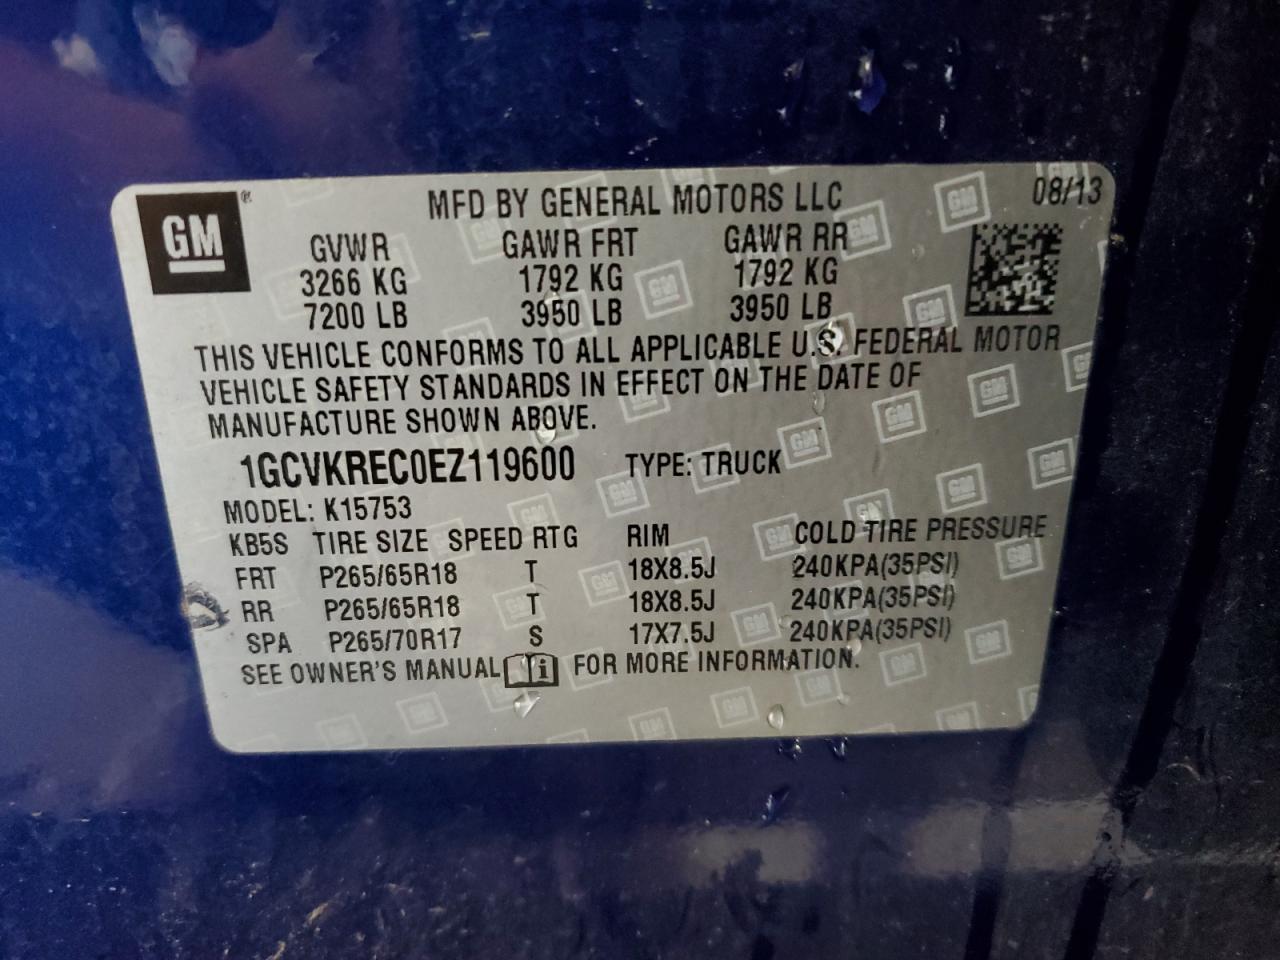 GM ®
MFD BY GENERAL MOTORS LLC 08/13
GVWR GAWR FRT GAWR RR
3266 KG 1792 KG 1792 KG
7200 LB 3950 LB 3950 LB
THIS VEHICLE CONFORMS TO ALL APPLICABLE U.S. FEDERAL MOTOR
VEHICLE SAFETY STANDARDS IN EFFECT ON THE DATE OF
MANUFACTURE SHOWN ABOVE.
1GCVKREC0EZ119600 TYPE: TRUCK
MODEL: K15753
KB5S TIRE SIZE SPEED RTG RIM COLD TIRE PRESSURE
FRT P265/65R18 T 18X8.5J 240KPA(35PSI)
RR P265/65R18 T 18X8.5J 240KPA(35PSI)
SPA P265/70R17 S 17X7.5J 240KPA(35PSI)
SEE OWNER'S MANUAL i FOR MORE INFORMATION.